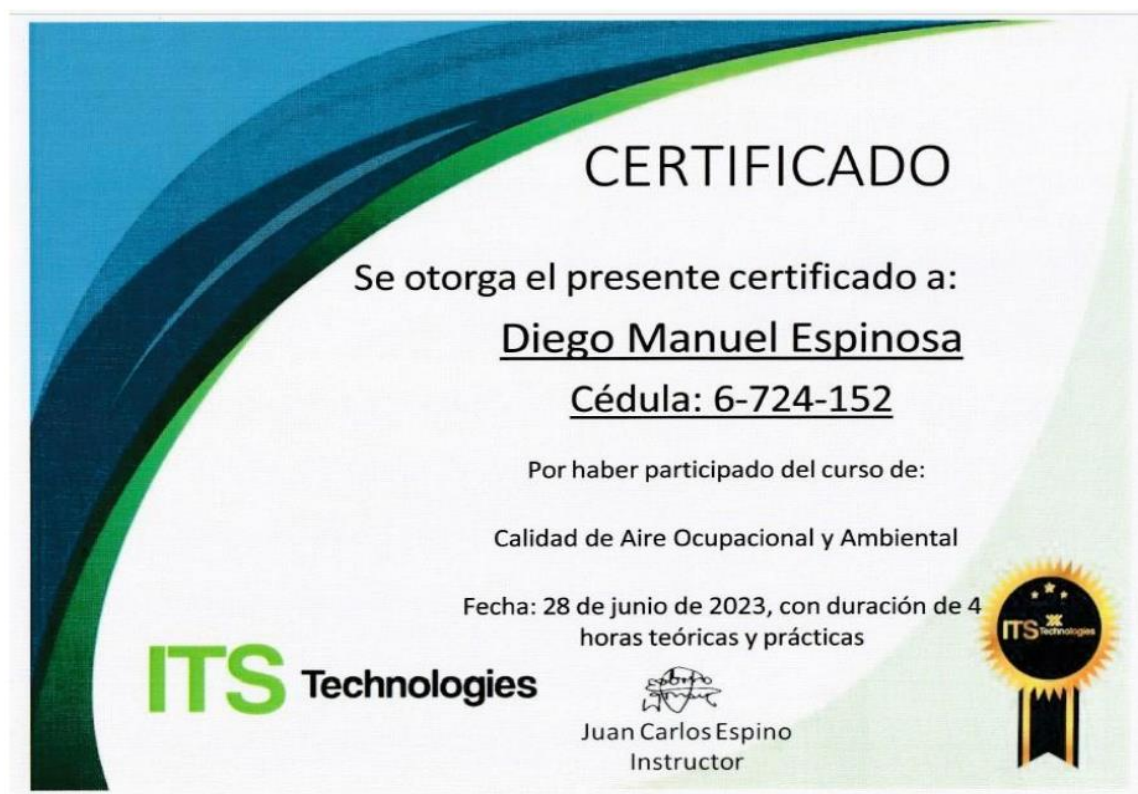 CERTIFICADO
Se otorga el presente certificado a:
Diego Manuel Espinosa
Cédula: 6-724-152
Por haber participado del curso de:
Calidad de Aire Ocupacional y Ambiental
Fecha: 28 de junio de 2023, con duración de 4
horas teóricas y prácticas
ITS Technologies
ITS Technologies
Juan Carlos Espino
Instructor